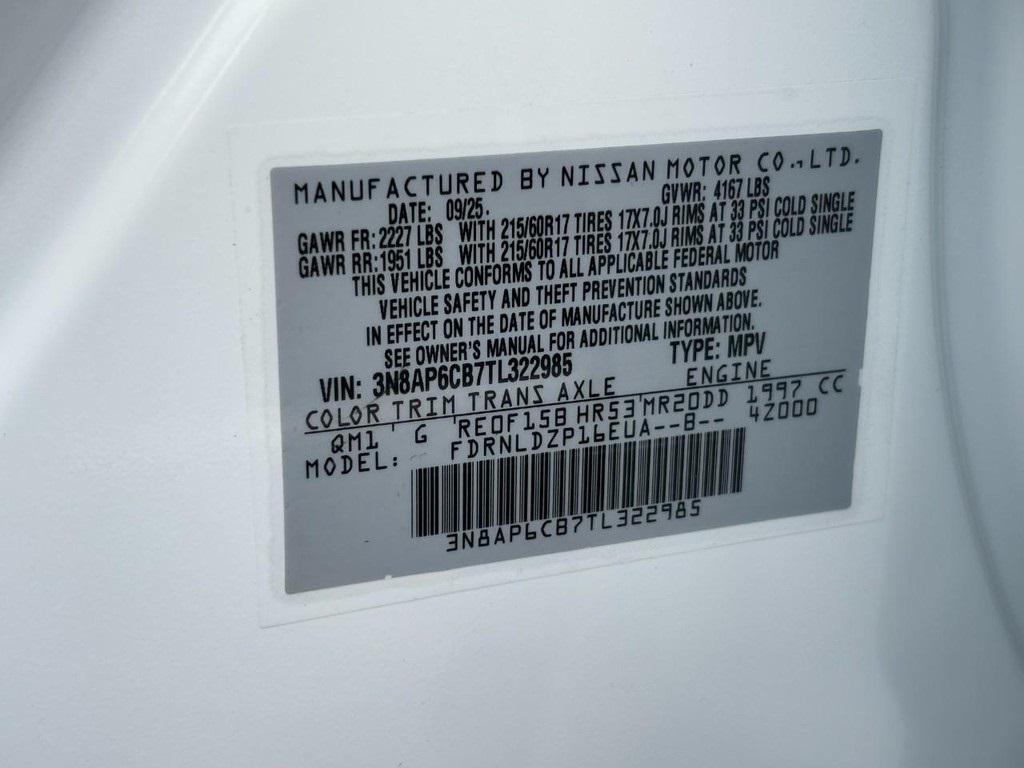 MANUFACTURED BY NISSAN MOTOR CO.,LTD.
DATE: 09/25. GVWR: 4167 LBS
GAWR FR: 2227 LBS WITH 215/60R17 TIRES 17X7.0J RIMS AT 33 PSI COLD SINGLE
GAWR RR: 1951 LBS WITH 215/60R17 TIRES 17X7.0J RIMS AT 33 PSI COLD SINGLE
THIS VEHICLE CONFORMS TO ALL APPLICABLE FEDERAL MOTOR
VEHICLE SAFETY AND THEFT PREVENTION STANDARDS
IN EFFECT ON THE DATE OF MANUFACTURE SHOWN ABOVE.
SEE OWNER'S MANUAL FOR ADDITIONAL INFORMATION.
VIN: 3N8AP6CB7TL322985 TYPE: MPV
COLOR TRIM TRANS AXLE ENGINE
QM1 G RE0F15B HR53 MR20DD 1997 CC
MODEL: FDRNLDZP16EUA--B-- 4Z000
3N8AP6CB7TL322985